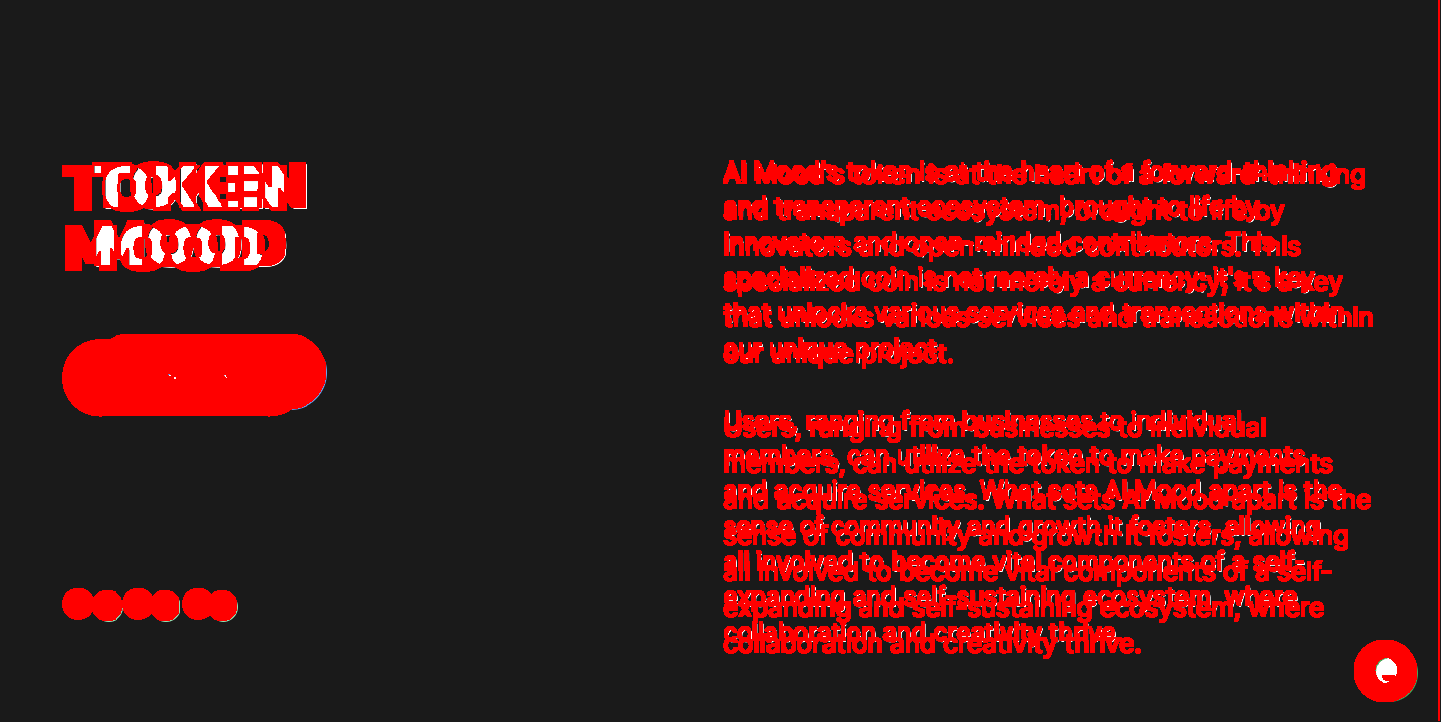 TOKEN
MOOD
AI Mood's token is at the heart of a forward-thinking
and transparent ecosystem, brought to life by
innovators and open-minded contributors. This
specialized coin is not merely a currency; it's a key
that unlocks various services and transactions within
our unique project.
Users, ranging from businesses to individual
members, can utilize the token to make payments
and acquire services. What sets AI Mood apart is the
sense of community and growth it fosters, allowing
all involved to become vital components of a self-
expanding and self-sustaining ecosystem, where
collaboration and creativity thrive.